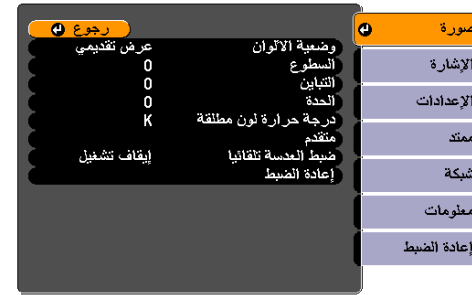 رجوع
وضعية الألوان عرض تقديمي
السطوع 0
التباين 0
الحدة 0
درجة حرارة لون مطلقة K
متقدم
ضبط العدسة تلقائيا إيقاف تشغيل
إعادة الضبط
صورة
الإشارة
الإعدادات
ممتد
شبكة
معلومات
إعادة الضبط